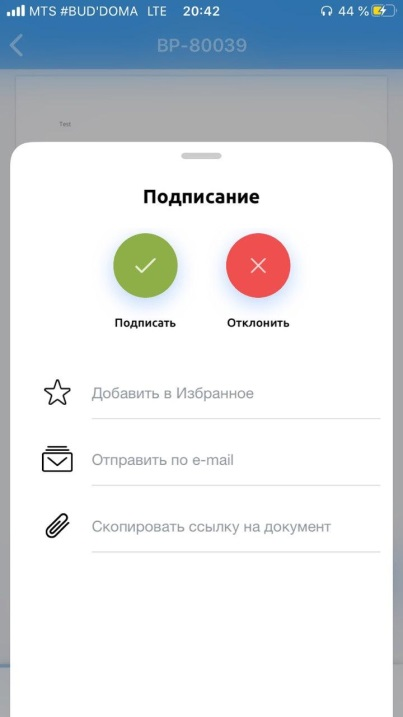 MTS #BUD'DOMA LTE 20:42 44 %
BP-80039
Test
Подписание
Подписать Отклонить
Добавить в Избранное
Отправить по e-mail
Скопировать ссылку на документ